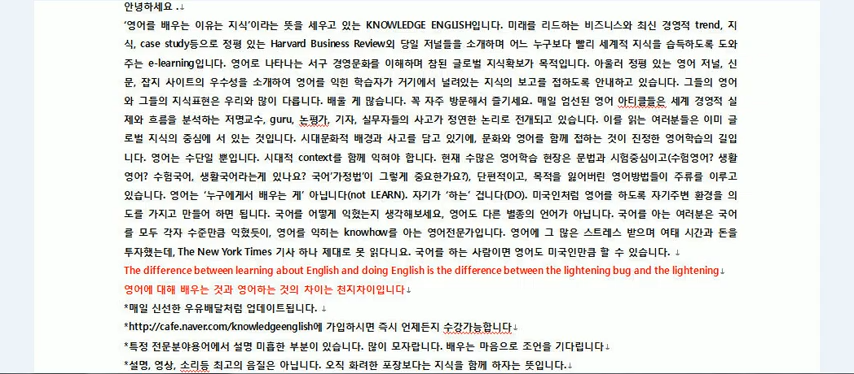 안녕하세요 .↓
'영어를 배우는 이유는 지식'이라는 뜻을 세우고 있는 KNOWLEDGE ENGLISH입니다. 미래를 리드하는 비즈니스와 최신 경영적 trend, 지
식, case study등으로 정평 있는 Harvard Business Review외 당일 저널들을 소개하며 어느 누구보다 빨리 세계적 지식을 습득하도록 도와
주는 e-learning입니다. 영어로 나타나는 서구 경영문화를 이해하며 참된 글로벌 지식확보가 목적입니다. 아울러 정평 있는 영어 저널, 신
문, 잡지 사이트의 우수성을 소개하여 영어를 익힌 학습자가 거기에서 널려있는 지식의 보고를 접하도록 안내하고 있습니다. 그들의 영어
와 그들의 지식표현은 우리와 많이 다릅니다. 배울 게 많습니다. 꼭 자주 방문해서 즐기세요. 매일 엄선된 영어 아티클들은 세계 경영적 실
제와 흐름을 분석하는 저명교수, guru, 논평가, 기자, 실무자들의 사고가 정연한 논리로 전개되고 있습니다. 이를 읽는 여러분들은 이미 글
로벌 지식의 중심에 서 있는 것입니다. 시대문화적 배경과 사고를 담고 있기에, 문화와 영어를 함께 접하는 것이 진정한 영어학습의 길입
니다. 영어는 수단일 뿐입니다. 시대적 context를 함께 익혀야 합니다. 현재 수많은 영어학습 현장은 문법과 시험중심이고(수험영어? 생활
영어? 수험국어, 생활국어라는게 있나요? 국어'가정법'이 그렇게 중요한가요?), 단편적이고, 목적을 잃어버린 영어방법들이 주류를 이루고
있습니다. 영어는 '누구에게서 배우는 게' 아닙니다(not LEARN). 자기가 '하는' 겁니다(DO). 미국인처럼 영어를 하도록 자기주변 환경을 의
도를 가지고 만들어 하면 됩니다. 국어를 어떻게 익혔는지 생각해보세요, 영어도 다른 별종의 언어가 아닙니다. 국어를 아는 여러분은 국어
를 모두 각자 수준만큼 익혔듯이, 영어를 익히는 knowhow를 아는 영어전문가입니다. 영어에 그 많은 스트레스 받으며 여태 시간과 돈을
투자했는데, The New York Times 기사 하나 제대로 못 읽다니요. 국어를 하는 사람이면 영어도 미국인만큼 할 수 있습니다. ↓
The difference between learning about English and doing English is the difference between the lightening bug and the lightening↓
영어에 대해 배우는 것과 영어하는 것의 차이는 천지차이입니다↓
*매일 신선한 우유배달처럼 업데이트됩니다. ↓
*http://cafe.naver.com/knowledgeenglish에 가입하시면 즉시 언제든지 수강가능합니다↓
*특정 전문분야용어에서 설명 미흡한 부분이 있습니다. 많이 모자랍니다. 배우는 마음으로 조언을 기다립니다↓
*설명, 영상, 소리등 최고의 음질은 아닙니다. 오직 화려한 포장보다는 지식을 함께 하자는 뜻입니다.↓